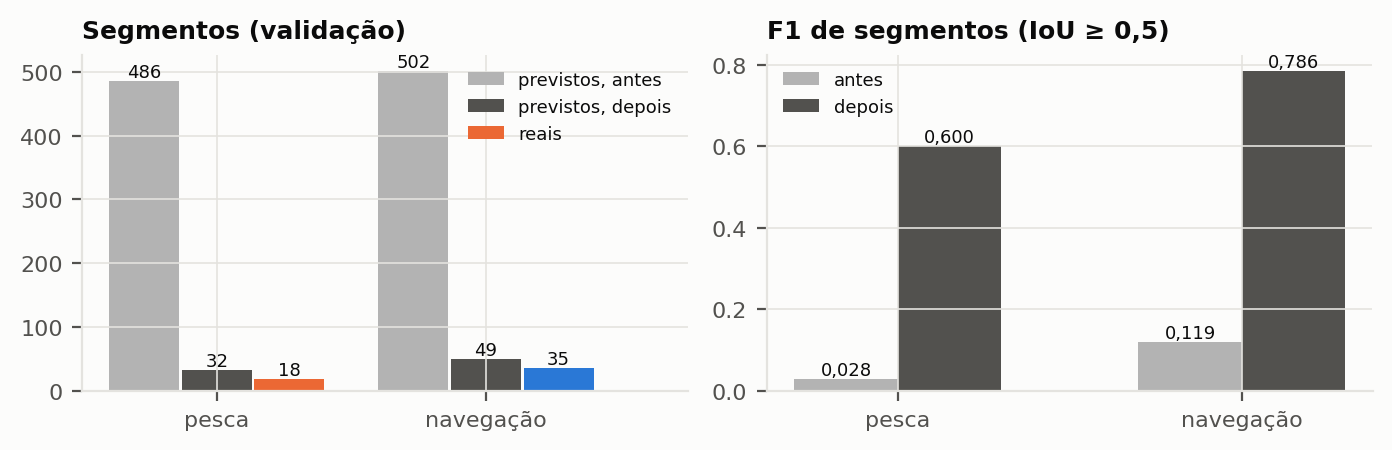 Segmentos (validação)
500
400
300
200
100
0
486
32
18
502
49
35
previstos, antes
previstos, depois
reais
pesca
navegação
F1 de segmentos (IoU ≥ 0,5)
0.8
0.6
0.4
0.2
0.0
antes
depois
0,028
0,600
0,119
0,786
pesca
navegação